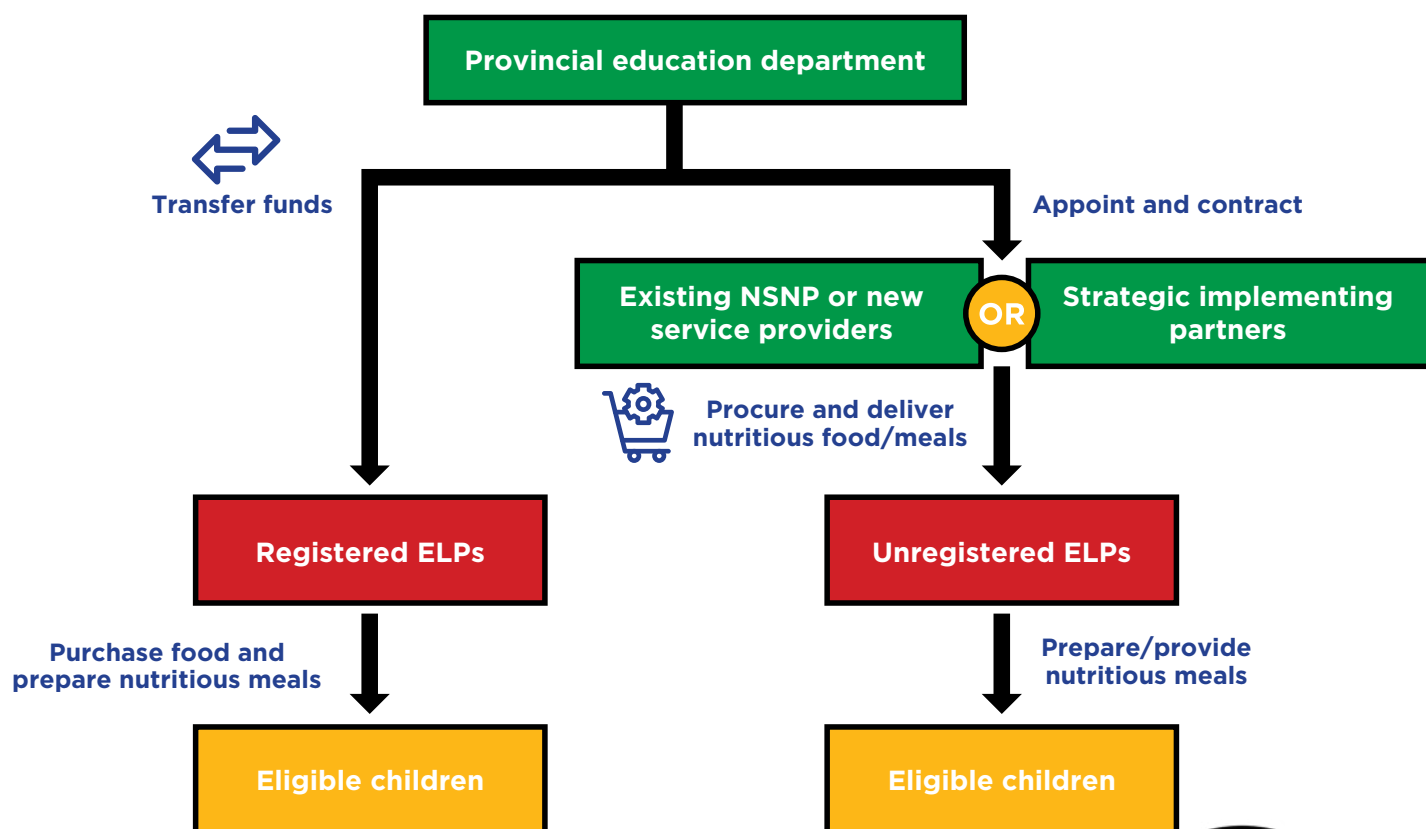 Provincial education department
Transfer funds
Appoint and contract
Existing NSNP or new
service providers
OR
Strategic implementing
partners
Procure and deliver
nutritious food/meals
Registered ELPs
Unregistered ELPs
Purchase food and
prepare nutritious meals
Prepare/provide
nutritious meals
Eligible children
Eligible children